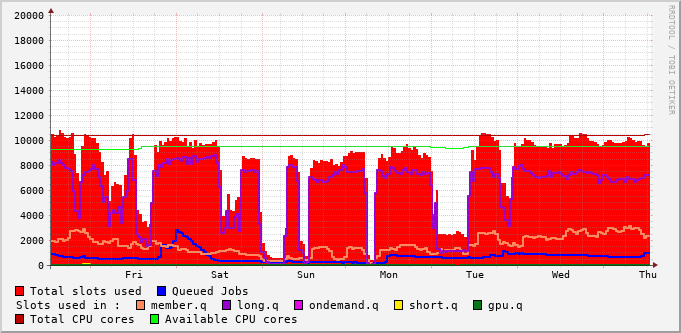 20000
18000
16000
14000
12000
10000
8000
6000
4000
2000
0
Fri Sat Sun Mon Tue Wed Thu
RRDTOOL / TOBI OETIKER
Total slots used Queued Jobs
Slots used in : member.q long.q ondemand.q short.q gpu.q
Total CPU cores Available CPU cores